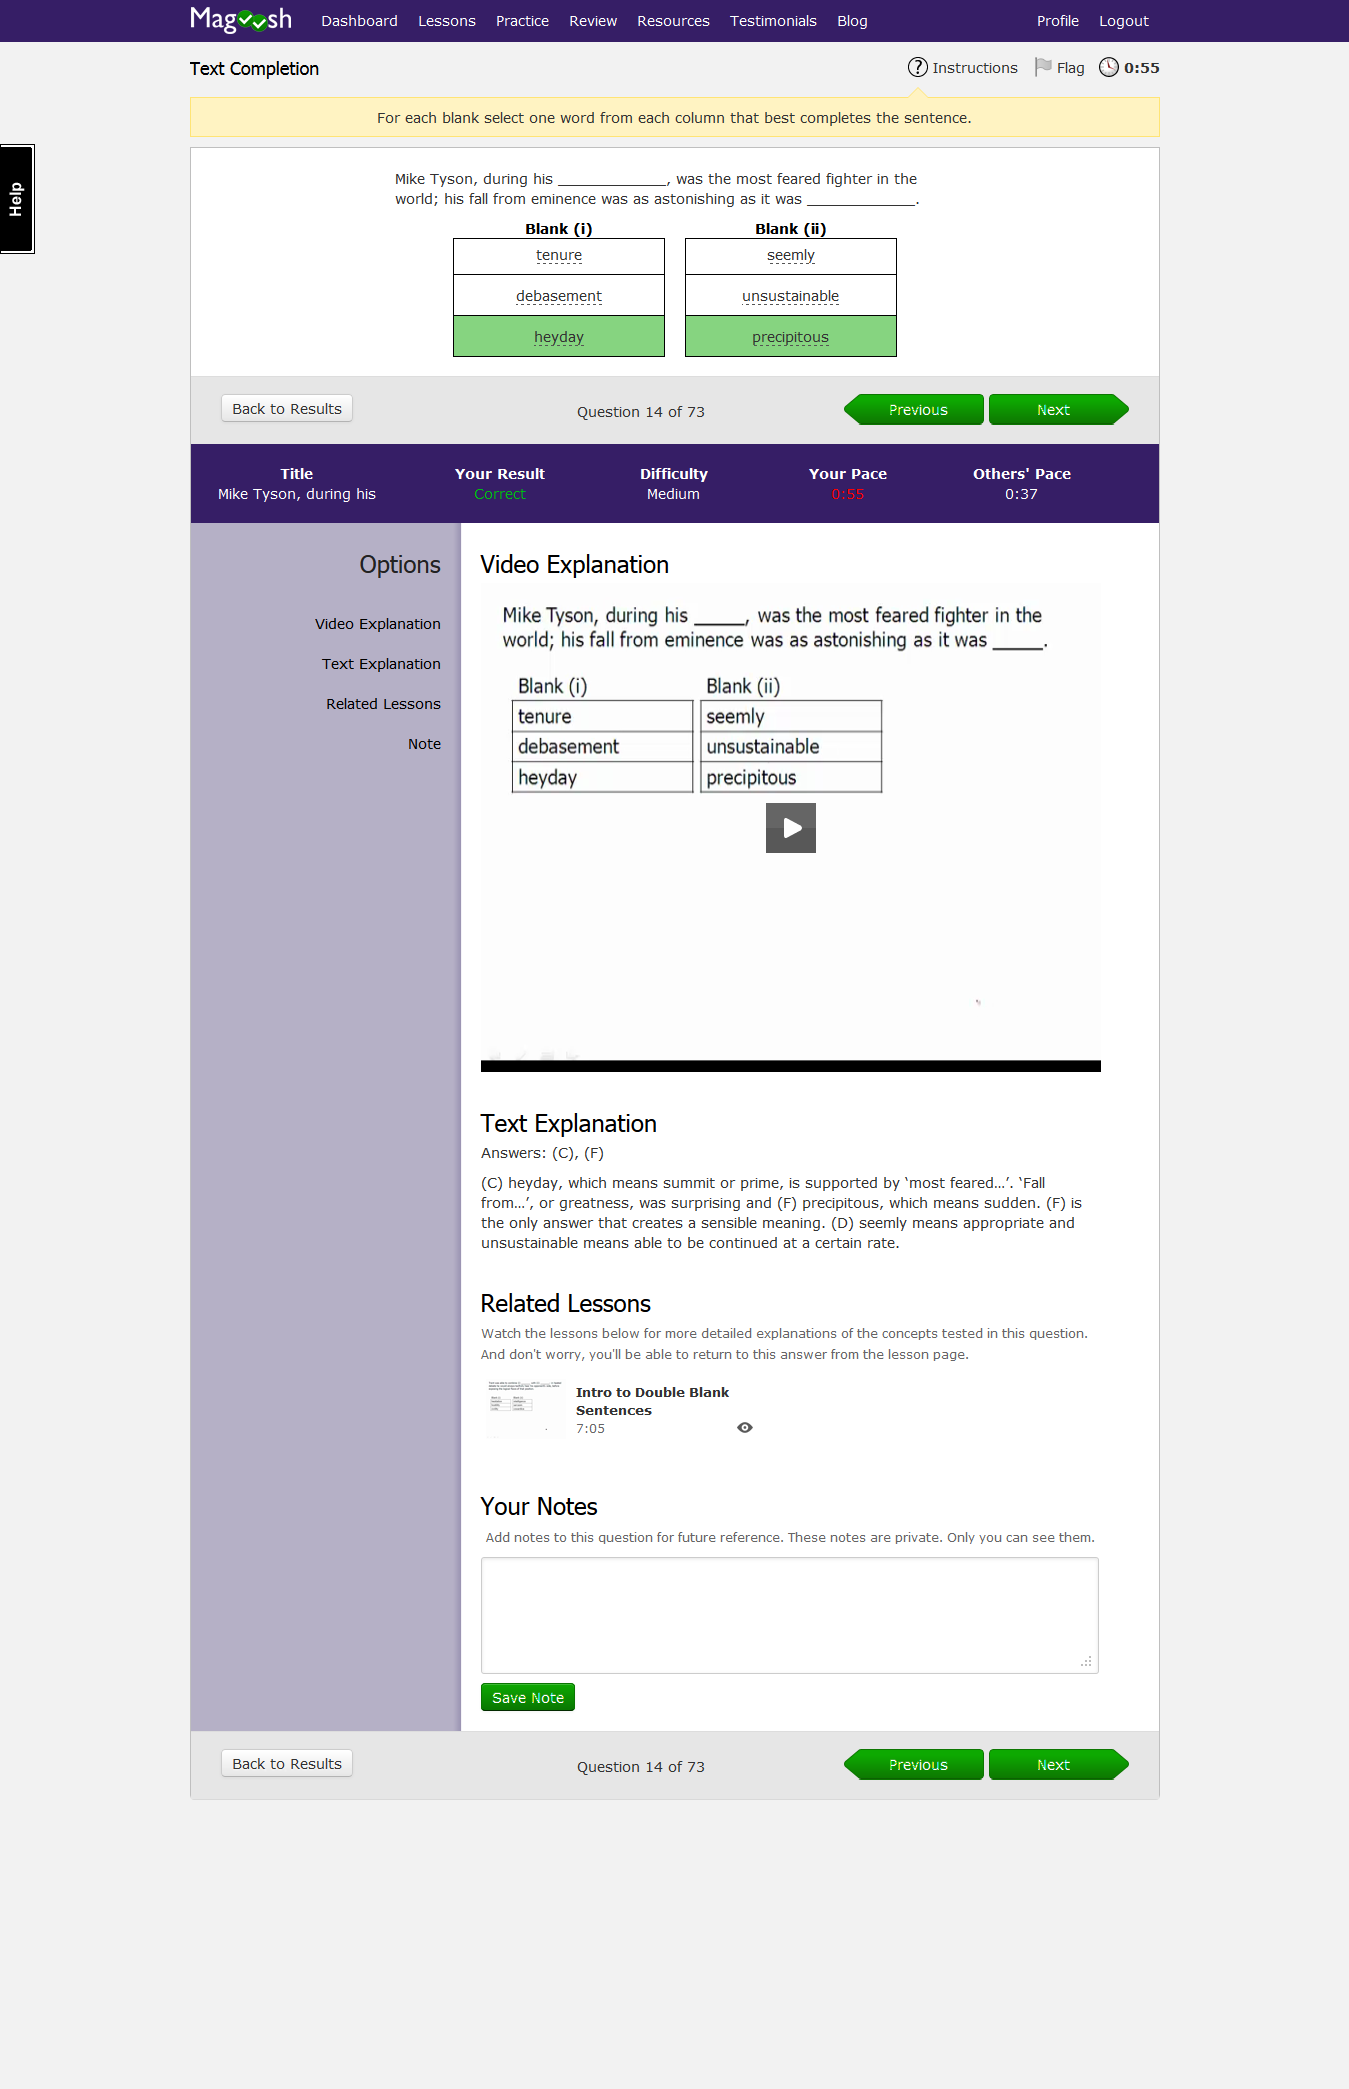 Magoosh Dashboard Lessons Practice Review Resources Testimonials Blog Profile Logout
Text Completion Instructions Flag 0:55
For each blank select one word from each column that best completes the sentence.
Help
Mike Tyson, during his ____________, was the most feared fighter in the
world; his fall from eminence was as astonishing as it was ____________.
Blank (i) Blank (ii)
tenure seemly
debasement unsustainable
heyday precipitous
Back to Results Question 14 of 73 Previous Next
Title Your Result Difficulty Your Pace Others' Pace
Mike Tyson, during his Correct Medium 0:55 0:37
Options
Video Explanation
Text Explanation
Related Lessons
Note
Video Explanation
Mike Tyson, during his _____, was the most feared fighter in the
world; his fall from eminence was as astonishing as it was _____.
Blank (i) Blank (ii)
tenure seemly
debasement unsustainable
heyday precipitous
Text Explanation
Answers: (C), (F)
(C) heyday, which means summit or prime, is supported by ‘most feared…’. ‘Fall
from…’, or greatness, was surprising and (F) precipitous, which means sudden. (F) is
the only answer that creates a sensible meaning. (D) seemly means appropriate and
unsustainable means able to be continued at a certain rate.
Related Lessons
Watch the lessons below for more detailed explanations of the concepts tested in this question.
And don't worry, you'll be able to return to this answer from the lesson page.
Intro to Double Blank
Sentences
7:05
Your Notes
Add notes to this question for future reference. These notes are private. Only you can see them.
Save Note
Back to Results Question 14 of 73 Previous Next